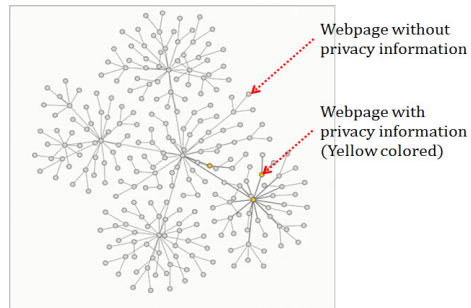 Webpage without
privacy information
Webpage with
privacy information
(Yellow colored)